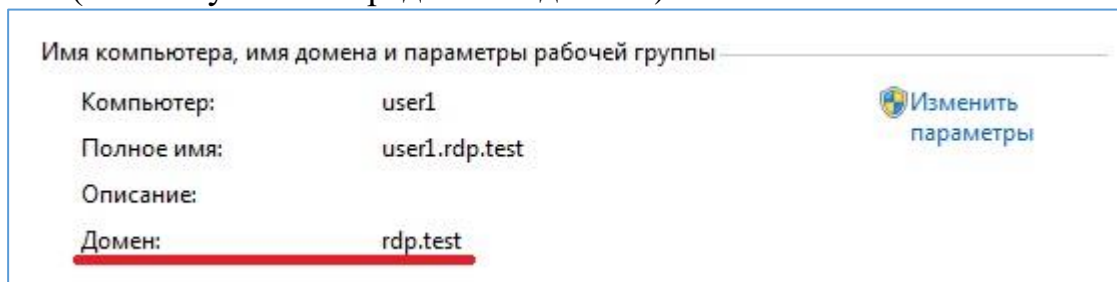 Имя компьютера, имя домена и параметры рабочей группы
Компьютер: user1
Изменить
параметры
Полное имя: user1.rdp.test
Описание:
Домен: rdp.test